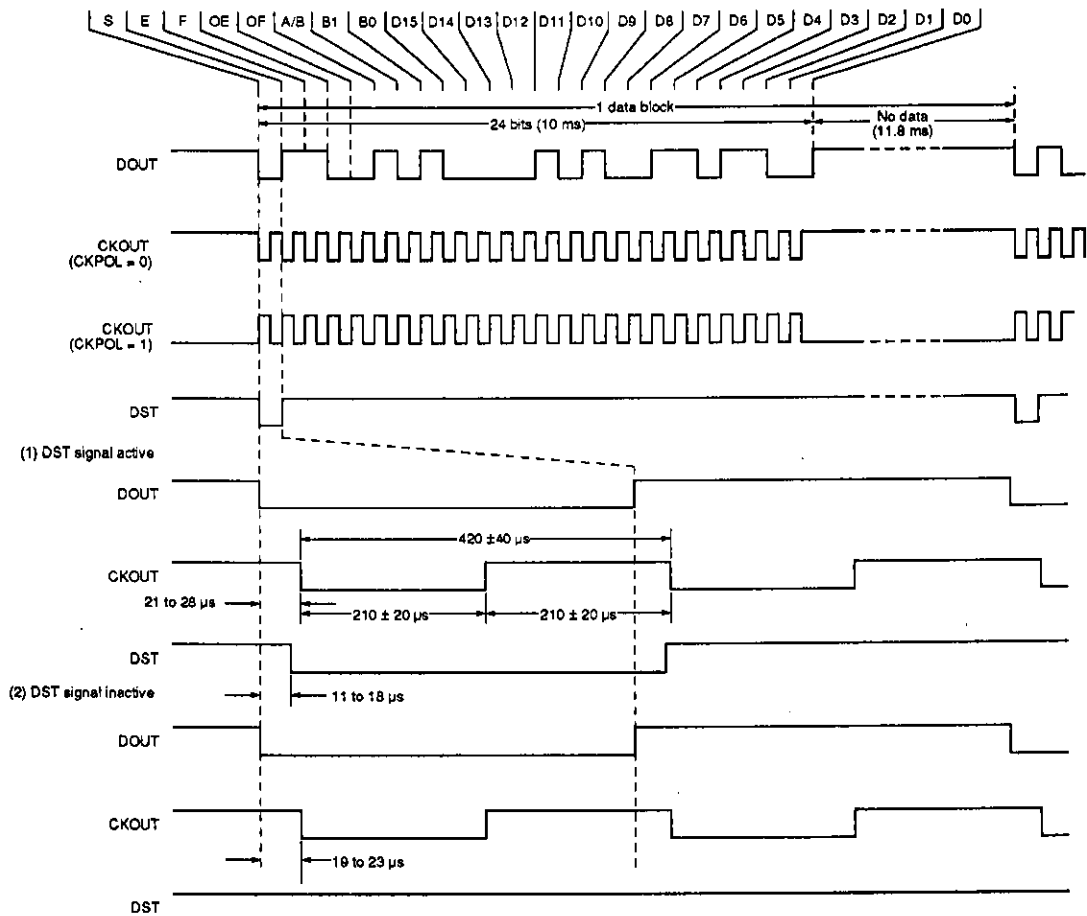 S E F OE OF A/B B1 B0 D15 D14 D13 D12 D11 D10 D9 D8 D7 D6 D5 D4 D3 D2 D1 D0
1 data block
24 bits (10 ms)
No data
(11.8 ms)
DOUT
CKOUT
(CKPOL = 0)
CKOUT
(CKPOL = 1)
DST
(1) DST signal active
DOUT
420 ±40 µs
CKOUT
21 to 28 µs
210 ± 20 µs
210 ± 20 µs
DST
(2) DST signal inactive
11 to 18 µs
DOUT
CKOUT
19 to 23 µs
DST